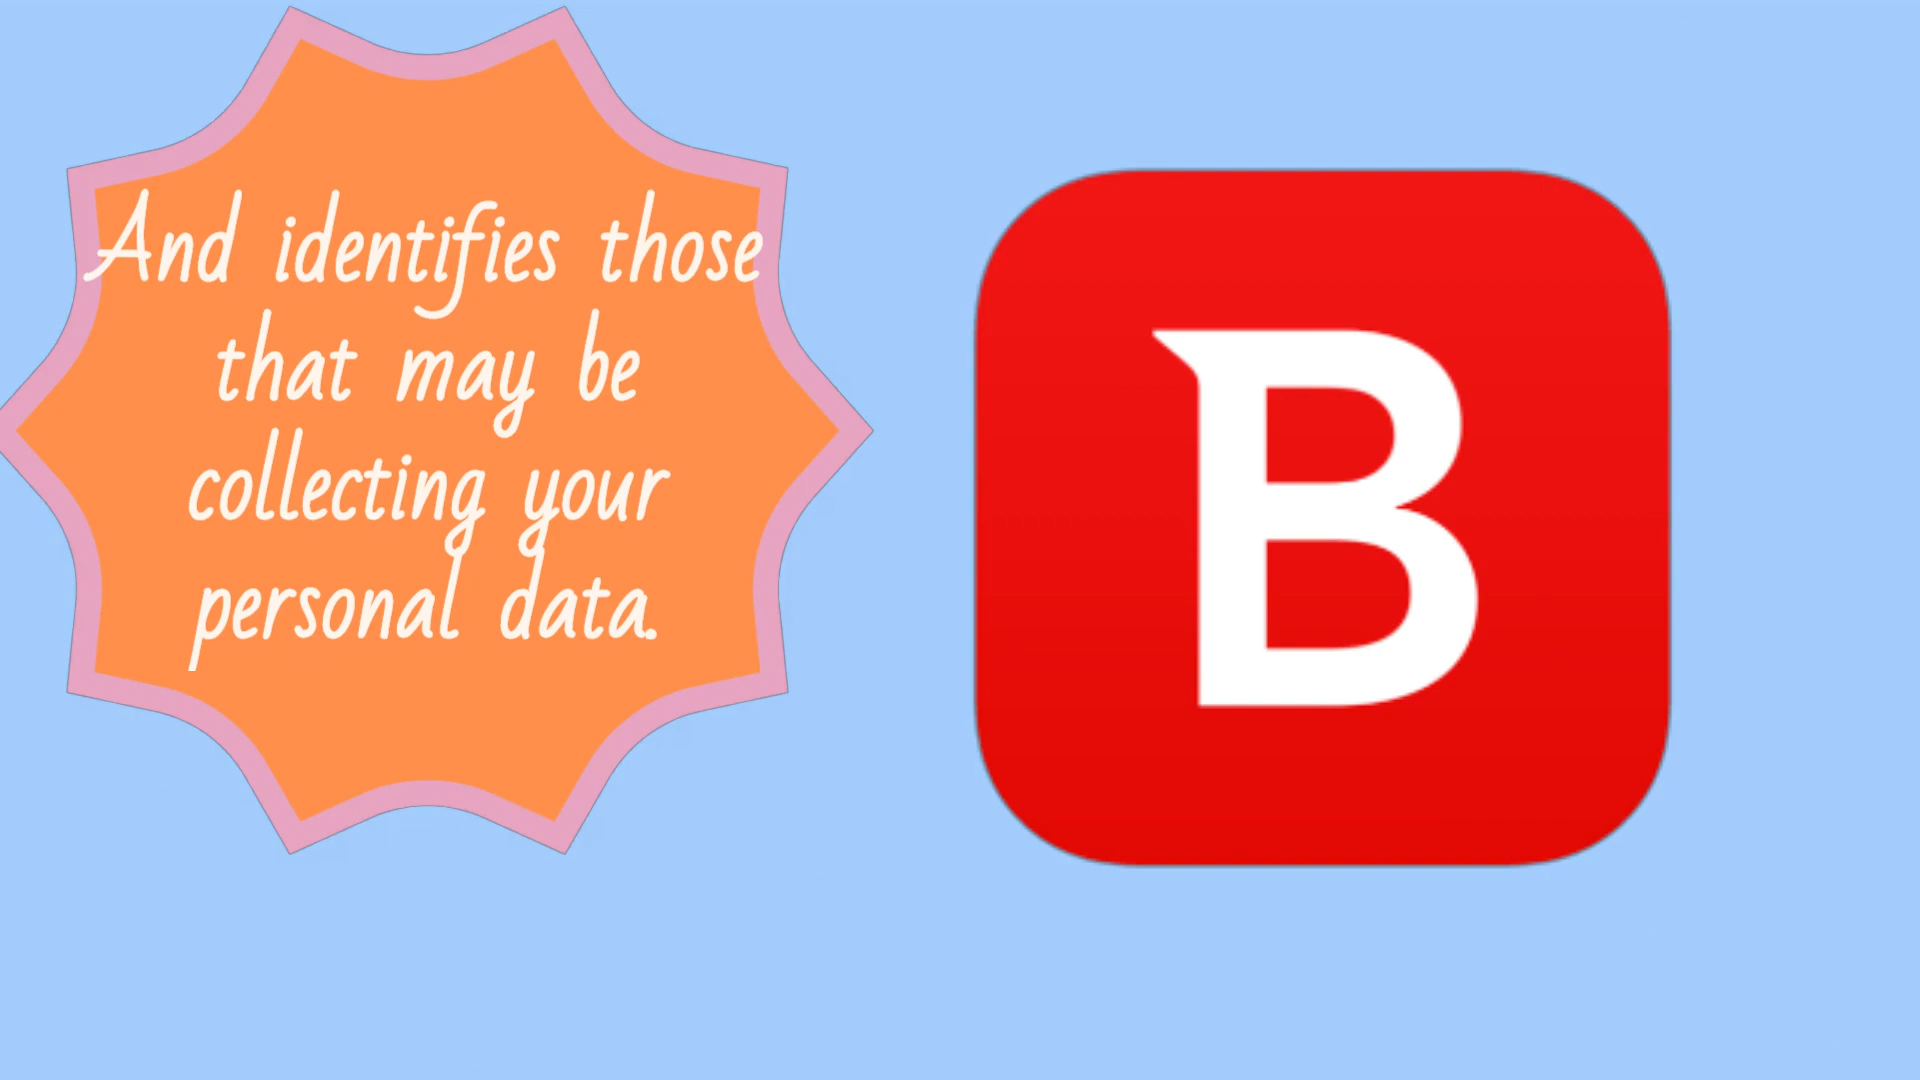 And identifies those
that may be
collecting your
personal data.
B